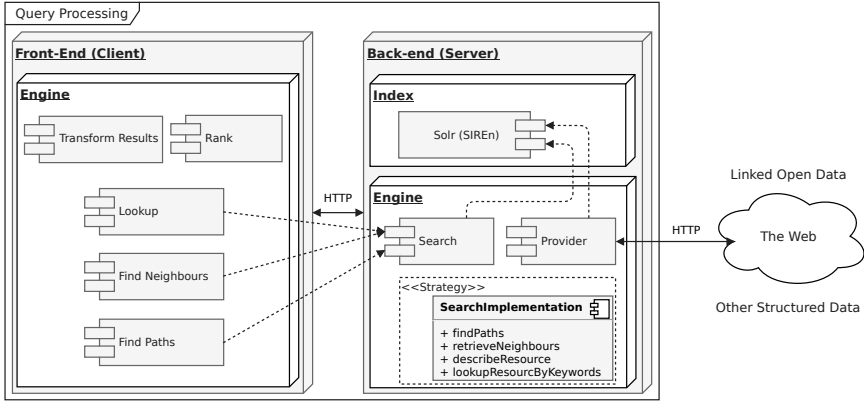 Query Processing
Front-End (Client)
Engine
Transform Results
Rank
Lookup
Find Neighbours
Find Paths
HTTP
Back-end (Server)
Index
Solr (SIREn)
Engine
Search
Provider
<<Strategy>>
SearchImplementation
+ findPaths
+ retrieveNeighbours
+ describeResource
+ lookupResourcByKeywords
HTTP
Linked Open Data
The Web
Other Structured Data